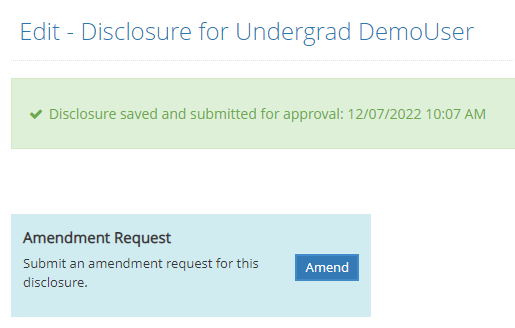 Edit - Disclosure for Undergrad DemoUser
Disclosure saved and submitted for approval: 12/07/2022 10:07 AM
Amendment Request
Submit an amendment request for this
disclosure.
Amend